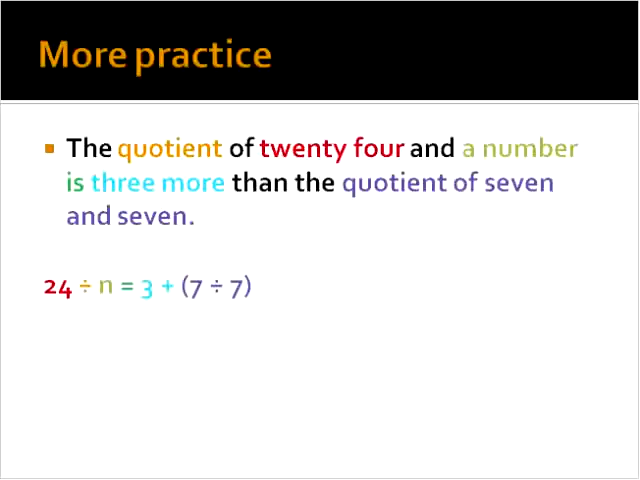 More practice
The quotient of twenty four and a number
is three more than the quotient of seven
and seven.
24 ÷ n = 3 + (7 ÷ 7)